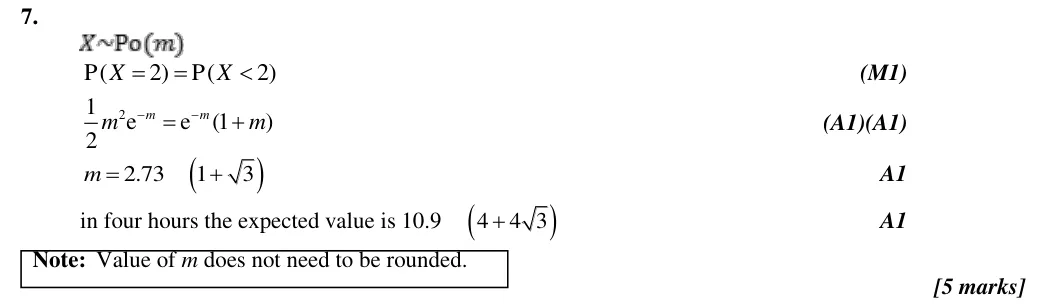 7.
X~Po(m)
P(X = 2) = P(X < 2) (M1)
1/2 m²e⁻ᵐ = e⁻ᵐ(1 + m) (A1)(A1)
m = 2.73 (1 + √3) A1
in four hours the expected value is 10.9 (4 + 4√3) A1
Note: Value of m does not need to be rounded.
[5 marks]